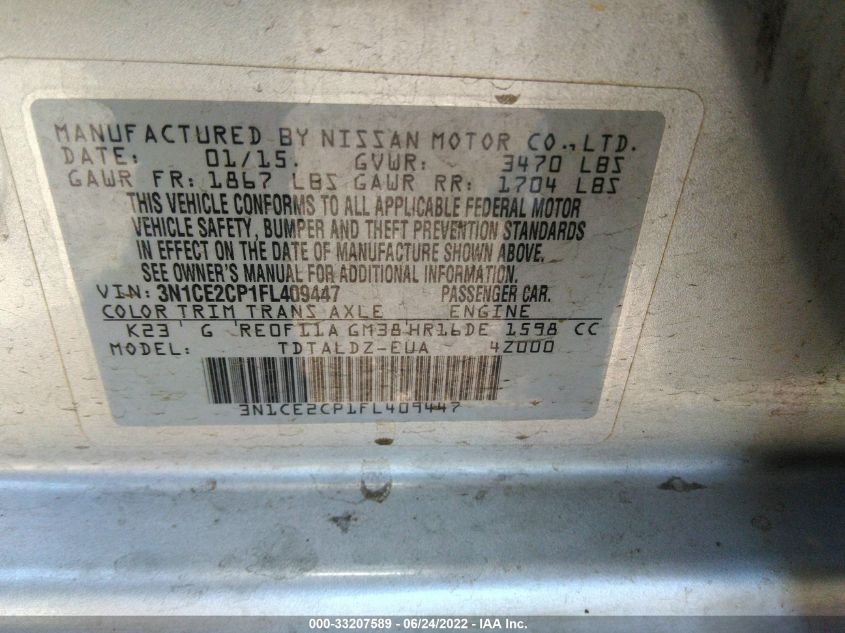 MANUFACTURED BY NISSAN MOTOR CO.,LTD.
DATE: 01/15. GVWR: 3470 LBS
GAWR FR: 1867 LBS GAWR RR: 1704 LBS
THIS VEHICLE CONFORMS TO ALL APPLICABLE FEDERAL MOTOR
VEHICLE SAFETY, BUMPER AND THEFT PREVENTION STANDARDS
IN EFFECT ON THE DATE OF MANUFACTURE SHOWN ABOVE.
SEE OWNER'S MANUAL FOR ADDITIONAL INFORMATION.
VIN: 3N1CE2CP1FL409447 PASSENGER CAR.
COLOR TRIM TRANS AXLE ENGINE
K23 G RE0F11A GM38 HR16DE 1598 CC
MODEL: TDTALDZ-EUA 4Z000
3N1CE2CP1FL409447
000-33207589 - 06/24/2022 - IAA Inc.